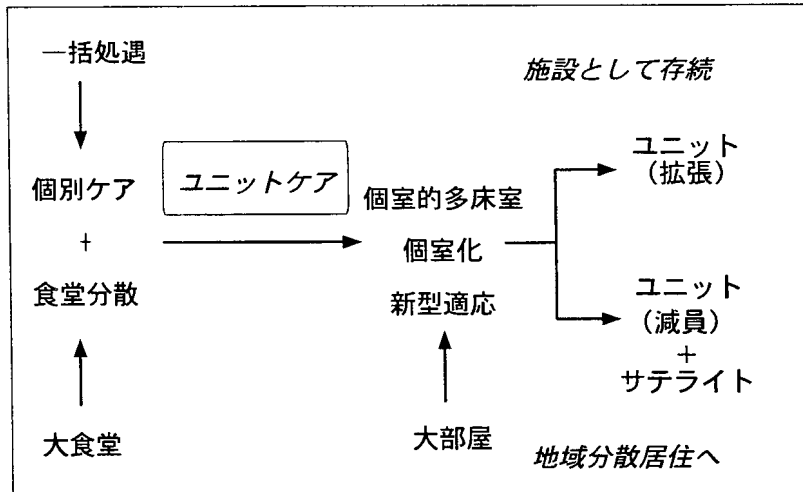 一括処遇
施設として存続
個別ケア
+
食堂分散
大食堂
ユニットケア
個室的多床室
個室化
新型適応
大部屋
ユニット
(拡張)
ユニット
(減員)
+
サテライト
地域分散居住へ